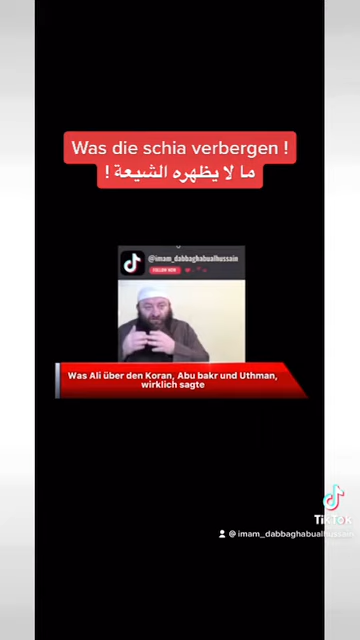 Was die schia verbergen !
ما لا يظهره الشيعة !
@imam_dabbaghabualhussain
Was Ali über den Koran, Abu bakr und Uthman,
wirklich sagte
TikTok
@ imam_dabbaghabualhussain